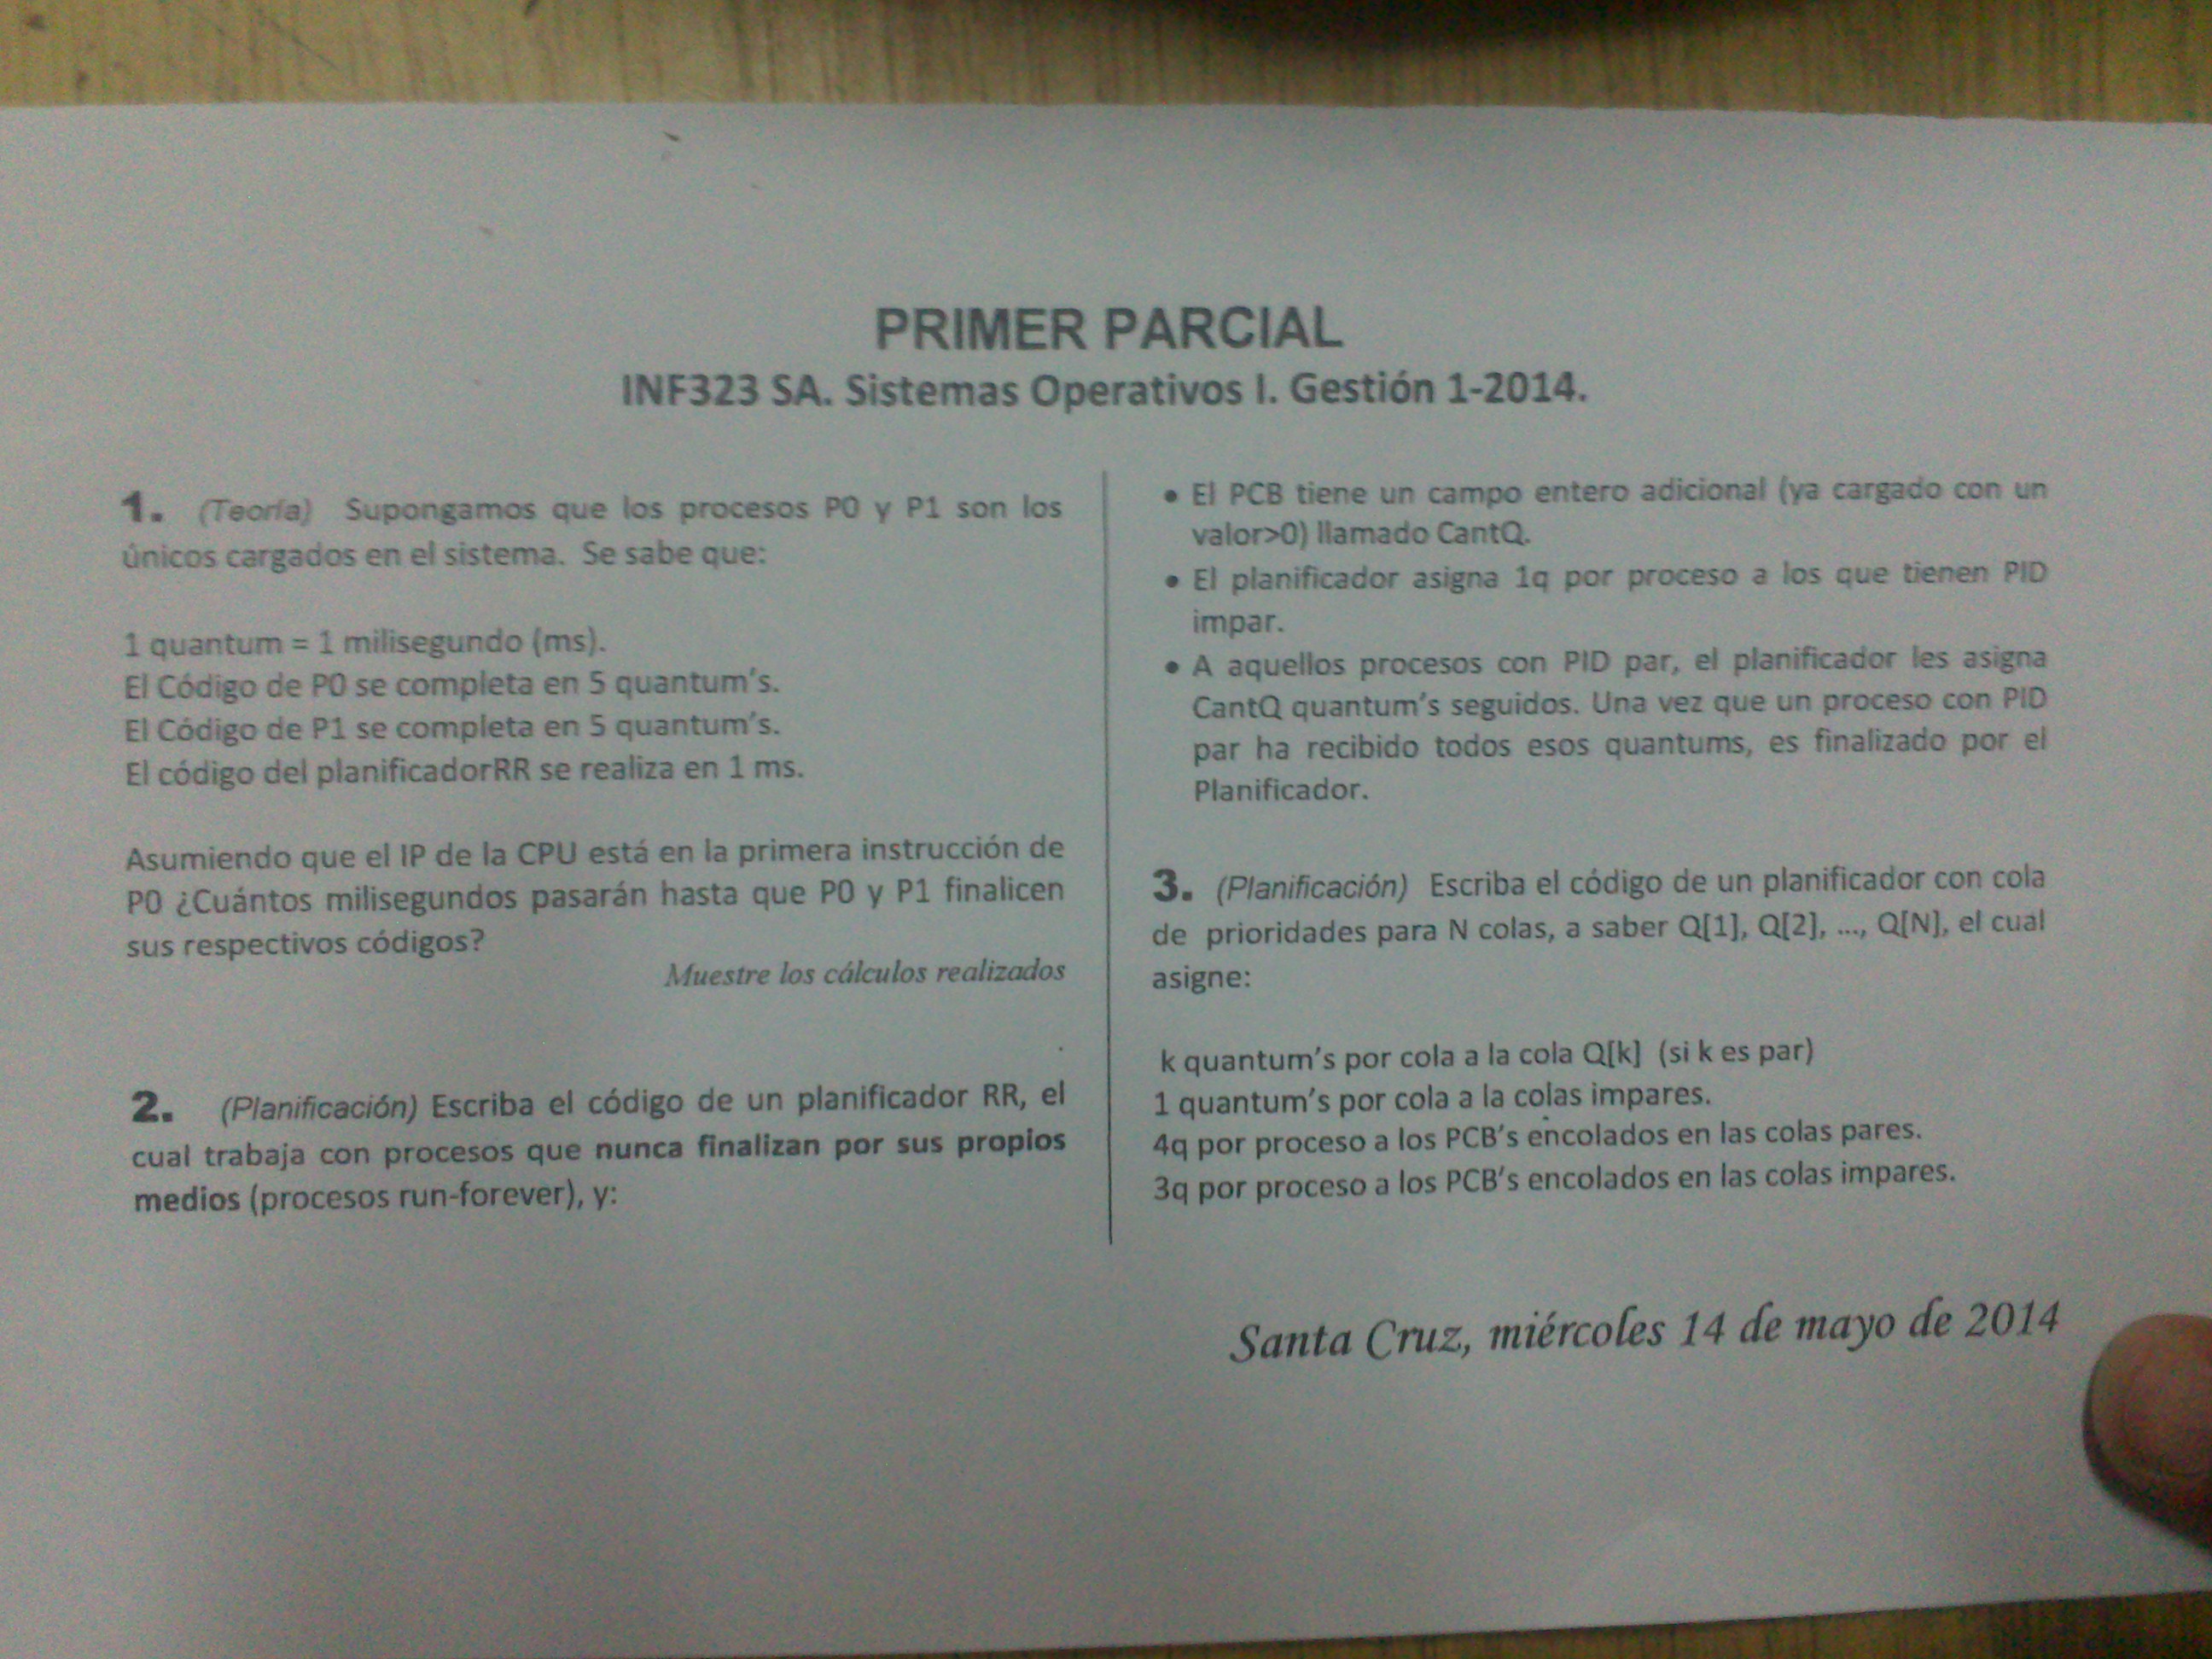 PRIMER PARCIAL
INF323 SA. Sistemas Operativos I. Gestión 1-2014.
1. (Teoría) Supongamos que los procesos P0 y P1 son los
únicos cargados en el sistema. Se sabe que:
1 quantum = 1 milisegundo (ms).
El Código de P0 se completa en 5 quantum's.
El Código de P1 se completa en 5 quantum's.
El código del planificadorRR se realiza en 1 ms.
Asumiendo que el IP de la CPU está en la primera instrucción de
P0 ¿Cuántos milisegundos pasarán hasta que P0 y P1 finalicen
sus respectivos códigos?
Muestre los cálculos realizados
2. (Planificación) Escriba el código de un planificador RR, el
cual trabaja con procesos que nunca finalizan por sus propios
medios (procesos run-forever), y:
• El PCB tiene un campo entero adicional (ya cargado con un
valor>0) llamado CantQ.
• El planificador asigna 1q por proceso a los que tienen PID
impar.
• A aquellos procesos con PID par, el planificador les asigna
CantQ quantum's seguidos. Una vez que un proceso con PID
par ha recibido todos esos quantums, es finalizado por el
Planificador.
3. (Planificación) Escriba el código de un planificador con cola
de prioridades para N colas, a saber Q[1], Q[2], ..., Q[N], el cual
asigne:
k quantum's por cola a la cola Q[k] (si k es par)
1 quantum's por cola a la colas impares.
4q por proceso a los PCB's encolados en las colas pares.
3q por proceso a los PCB's encolados en las colas impares.
Santa Cruz, miércoles 14 de mayo de 2014